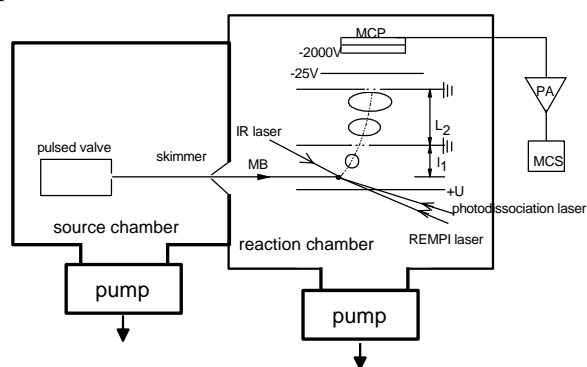 MCP
-2000V
-25V
PA
IR laser
L2
pulsed valve
skimmer
l1
MCS
MB
+U
photodissociation laser
source chamber
reaction chamber
REMPI laser
pump
pump